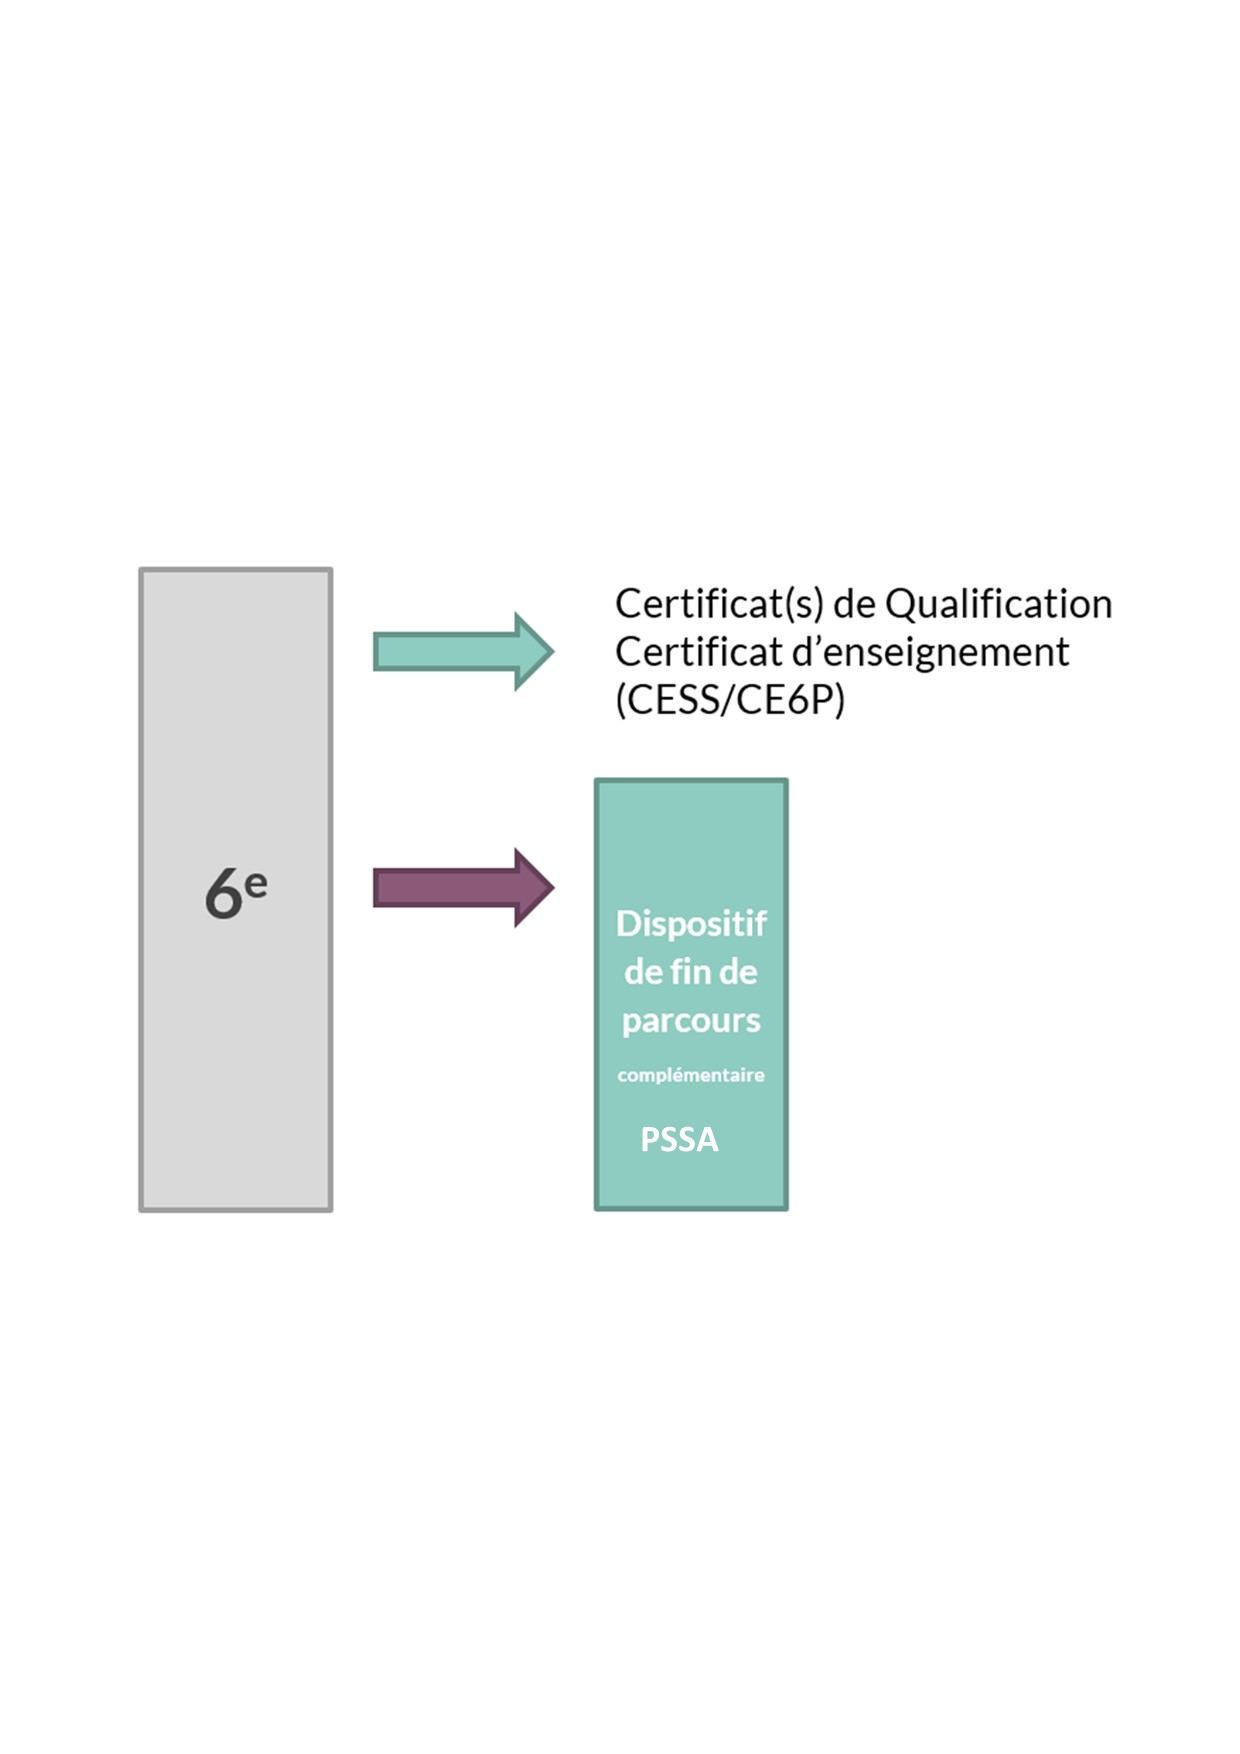 Certificat(s) de Qualification
Certificat d’enseignement
(CESS/CE6P)
6e
Dispositif
de fin de
parcours
complémentaire
PSSA